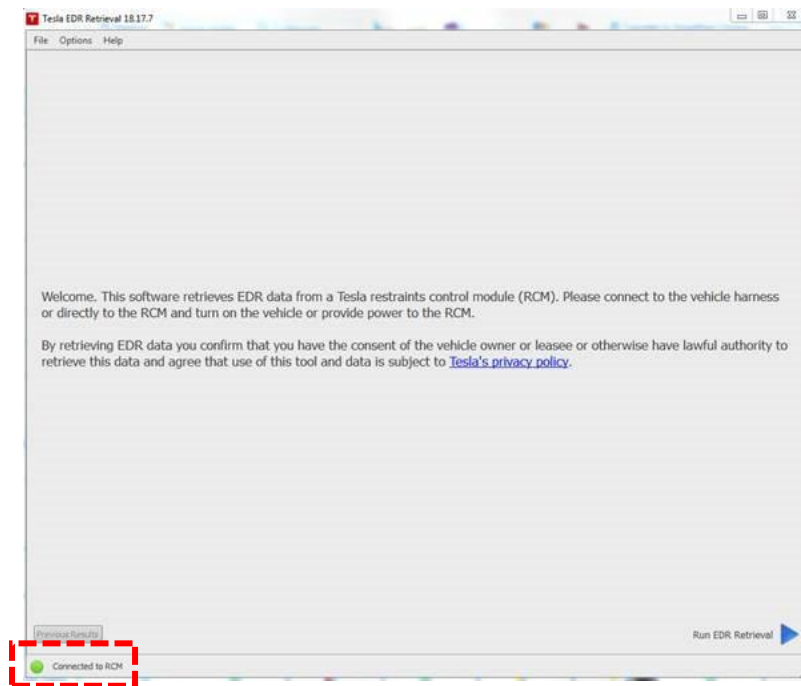 Tesla EDR Retrieval 18.17.7
File Options Help
Welcome. This software retrieves EDR data from a Tesla restraints control module (RCM). Please connect to the vehicle harness
or directly to the RCM and turn on the vehicle or provide power to the RCM.
By retrieving EDR data you confirm that you have the consent of the vehicle owner or leasee or otherwise have lawful authority to
retrieve this data and agree that use of this tool and data is subject to Tesla's privacy policy.
Previous Results
Run EDR Retrieval
Connected to RCM